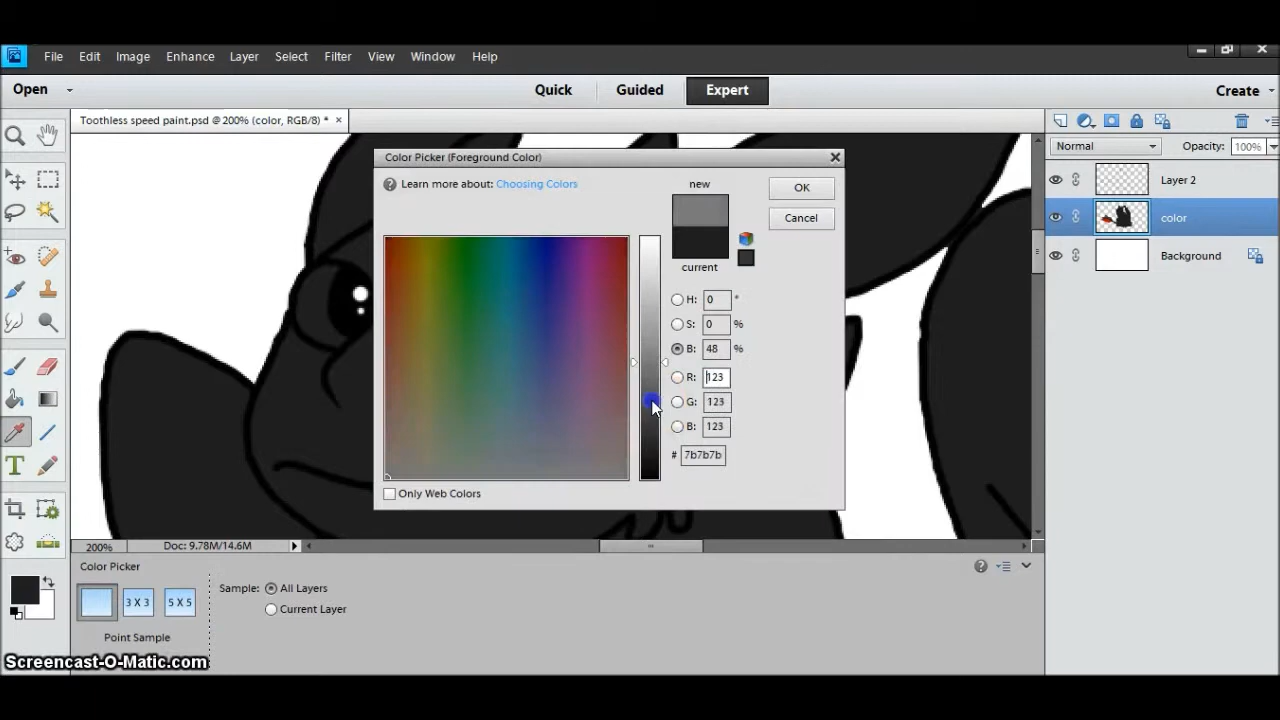 File Edit Image Enhance Layer Select Filter View Window Help
Open Quick Guided Expert Create
Toothless speed paint.psd @ 200% (color, RGB/8) * ×
Normal Opacity: 100%
Layer 2
color
Background
Color Picker (Foreground Color)
Learn more about: Choosing Colors
new
current
OK
Cancel
H: 0 °
S: 0 %
B: 48 %
R: 123
G: 123
B: 123
# 7b7b7b
Only Web Colors
200% Doc: 9.78M/14.6M
Color Picker
3 X 3 5 X 5
Point Sample
Sample: All Layers
Current Layer
Screencast-O-Matic.com